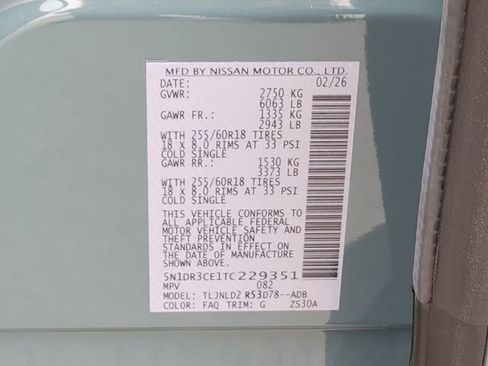 MFD BY NISSAN MOTOR CO., LTD.
DATE: 02/26
GVWR: 2750 KG
6063 LB
GAWR FR.: 1335 KG
2943 LB
WITH 255/60R18 TIRES
18 X 8.0 RIMS AT 33 PSI
COLD SINGLE
GAWR RR.: 1530 KG
3373 LB
WITH 255/60R18 TIRES
18 X 8.0 RIMS AT 33 PSI
COLD SINGLE
THIS VEHICLE CONFORMS TO
ALL APPLICABLE FEDERAL
MOTOR VEHICLE SAFETY AND
THEFT PREVENTION
STANDARDS IN EFFECT ON
THE DATE OF MANUFACTURE
SHOWN ABOVE.
5N1DR3CE1TC229351
MPV 082
MODEL: TLJNLD2 R53D78--ADB
COLOR: FAQ TRIM: G ZS30A